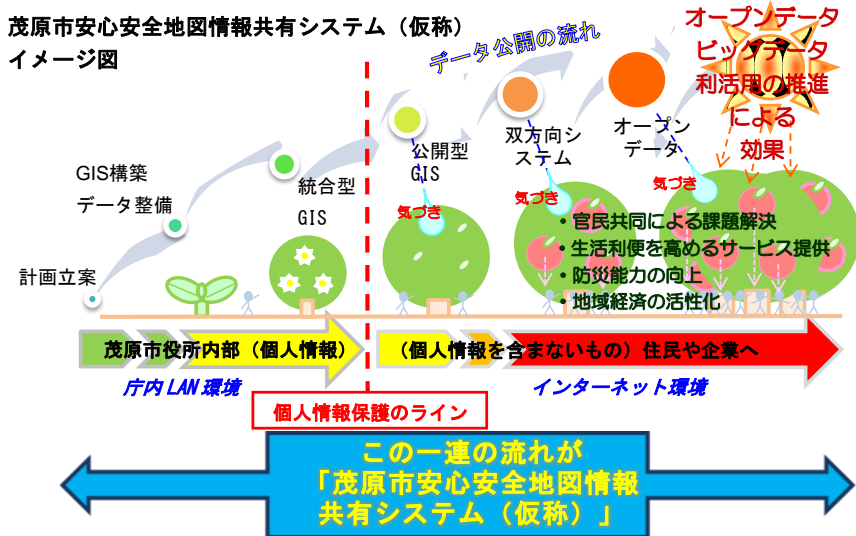 茂原市安心安全地図情報共有システム（仮称）
イメージ図
データ公開の流れ
オープンデータ
ビックデータ
利活用の推進
による
効果
計画立案
GIS構築
データ整備
統合型
GIS
公開型
GIS
双方向シ
ステム
オープン
データ
気づき
気づき
気づき
・官民共同による課題解決
・生活利便を高めるサービス提供
・防災能力の向上
・地域経済の活性化
茂原市役所内部（個人情報）
（個人情報を含まないもの）住民や企業へ
庁内LAN環境
インターネット環境
個人情報保護のライン
この一連の流れが
「茂原市安心安全地図情報
共有システム（仮称）」